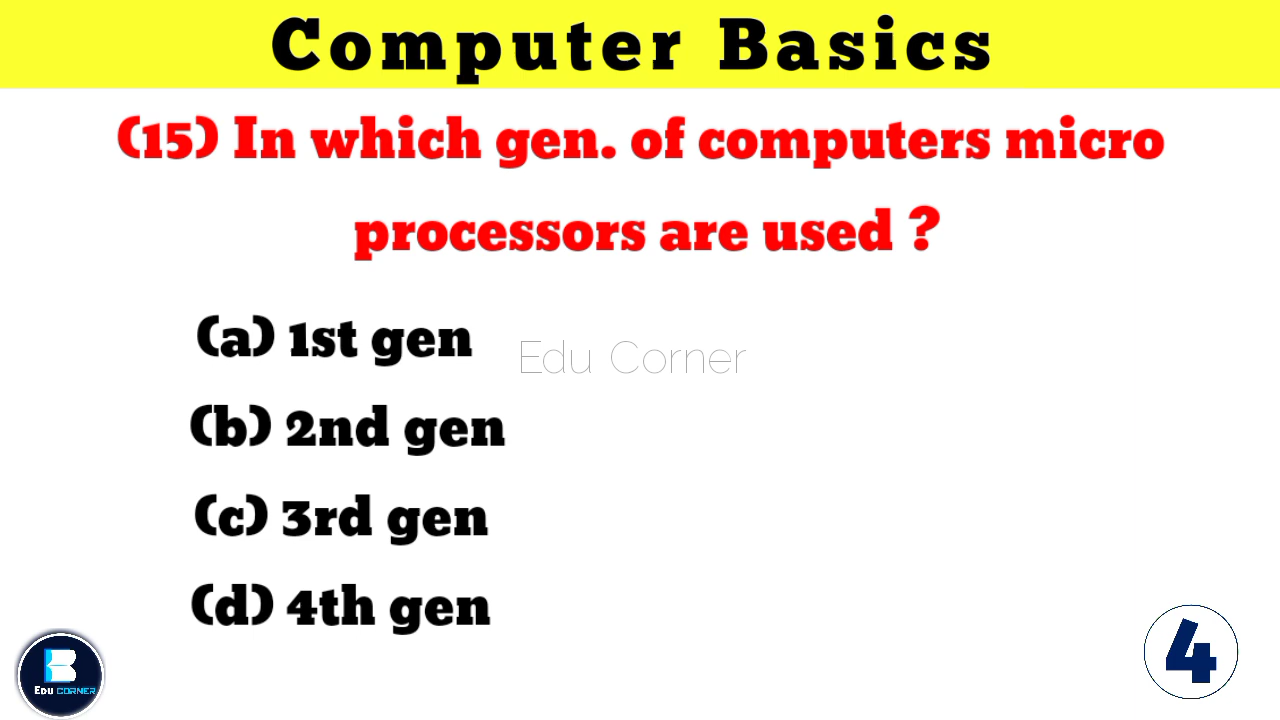 Computer Basics
(15) In which gen. of computers micro
processors are used ?
(a) 1st gen
Edu Corner
(b) 2nd gen
(c) 3rd gen
(d) 4th gen
4
EDU CORNER